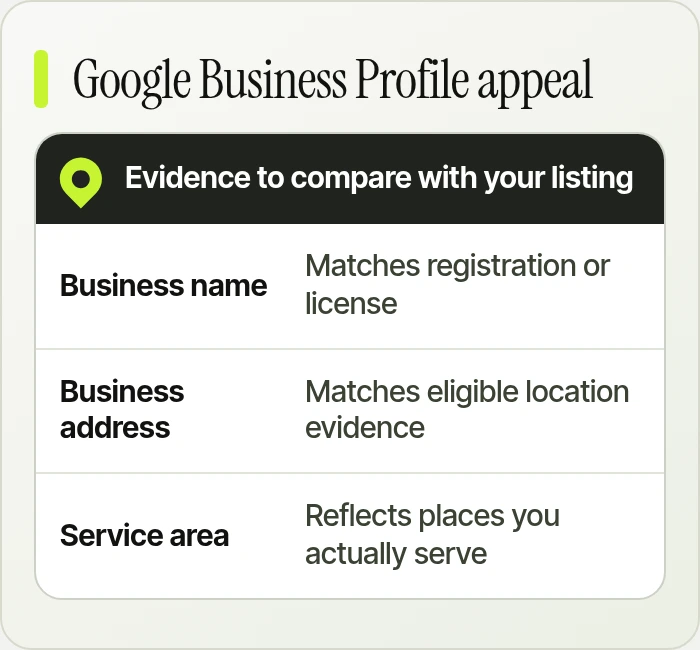 Google Business Profile appeal
Evidence to compare with your listing
Business name
Matches registration or
license
Business
address
Matches eligible location
evidence
Service area
Reflects places you
actually serve